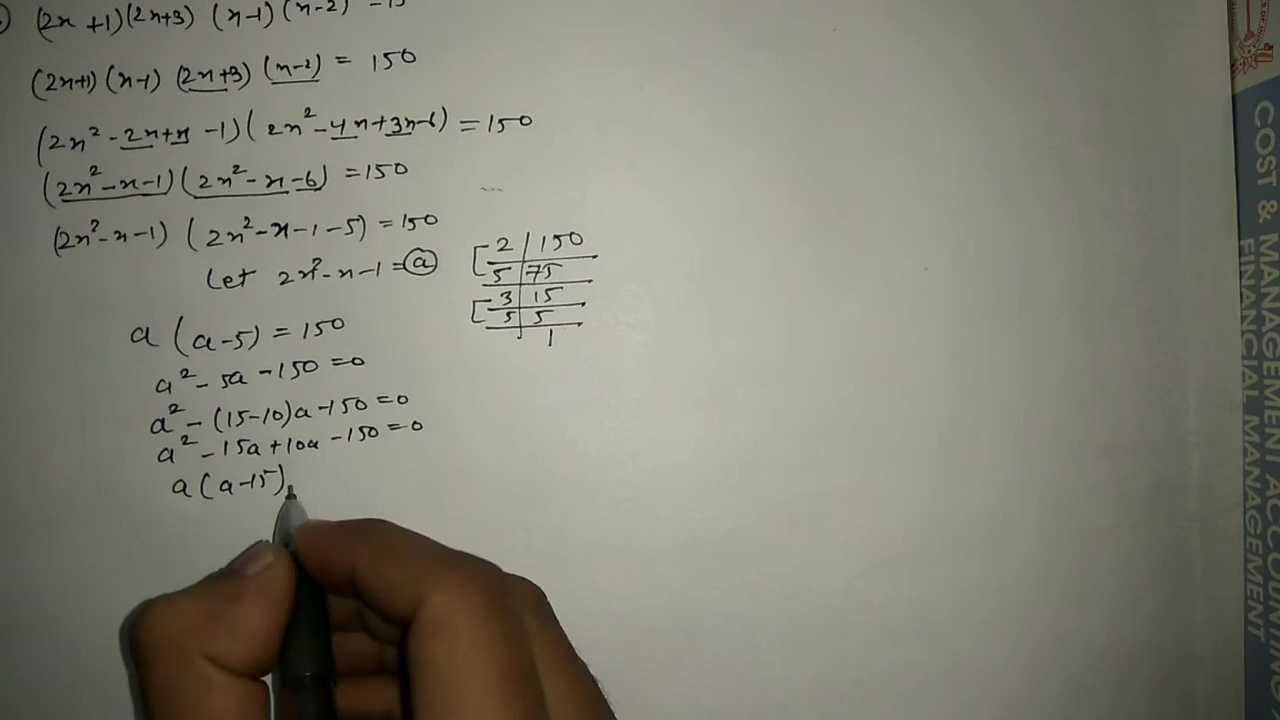 (2x+1)(2x+3) (x-1)(x-2)
(2x+1)(x-1) (2x+3)(x-2) = 150
(2x² - 2x+x -1)(2x² -4x+3x-6) = 150
(2x²-x-1)(2x²-x-6) = 150
(2x²-x-1) (2x²-x-1-5) = 150
Let 2x²-x-1 = a
2 | 150
5 | 75
3 | 15
5 | 5
1
a (a-5) = 150
a² - 5a - 150 = 0
a² - (15-10)a - 150 = 0
a² - 15a + 10a - 150 = 0
a (a-15)
COST & MANAGEMENT ACCOUNTING
FINANCIAL MANAGEMENT